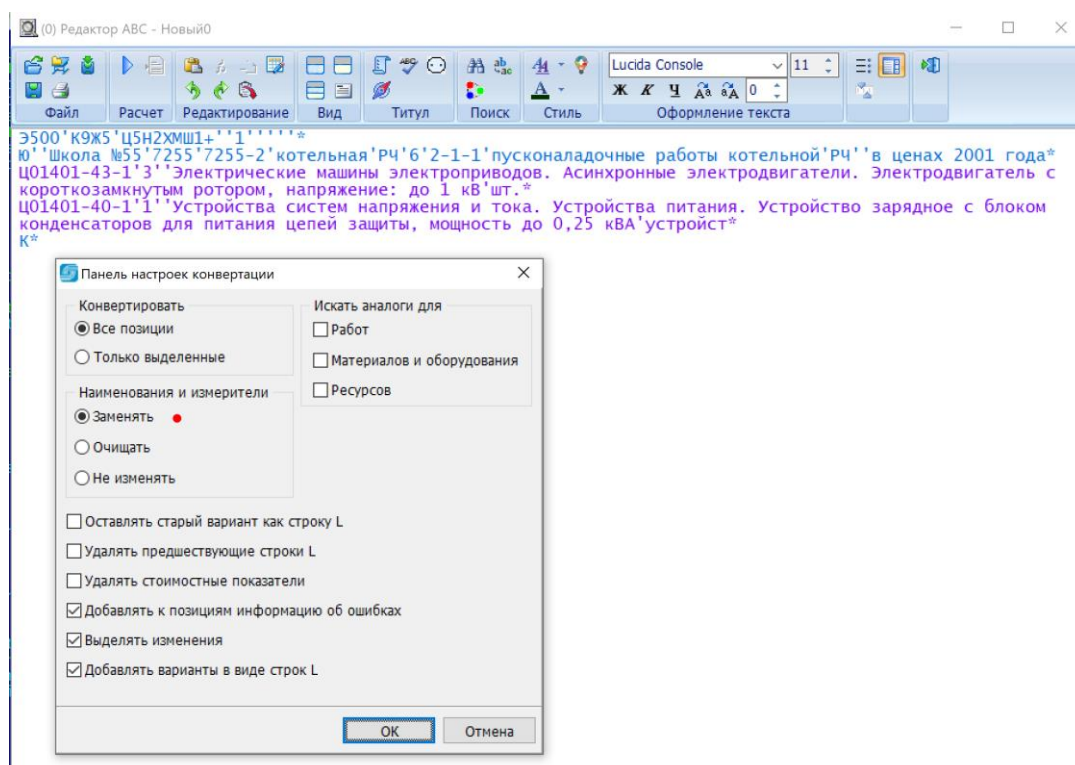 (0) Редактор АВС - Новый0
Lucida Console
11
Ж К Ч
0
Файл
Расчет
Редактирование
Вид
Титул
Поиск
Стиль
Оформление текста
Э500'К9Ж5'Ц5Н2ХМШ1+''1'''''*
Ю''Школа №55'7255'7255-2'котельная'РЧ'6'2-1-1'пусконаладочные работы котельной'РЧ''в ценах 2001 года*
Ц01401-43-1'3''Электрические машины электроприводов. Асинхронные электродвигатели. Электродвигатель с
короткозамкнутым ротором, напряжение: до 1 кВ'шт.*
Ц01401-40-1'1''Устройства систем напряжения и тока. Устройства питания. Устройство зарядное с блоком
конденсаторов для питания цепей защиты, мощность до 0,25 кВА'устройст*
К*
Панель настроек конвертации
Конвертировать
Все позиции
Только выделенные
Искать аналоги для
Работ
Материалов и оборудования
Ресурсов
Наименования и измерители
Заменять
Очищать
Не изменять
Оставлять старый вариант как строку L
Удалять предшествующие строки L
Удалять стоимостные показатели
Добавлять к позициям информацию об ошибках
Выделять изменения
Добавлять варианты в виде строк L
ОК
Отмена